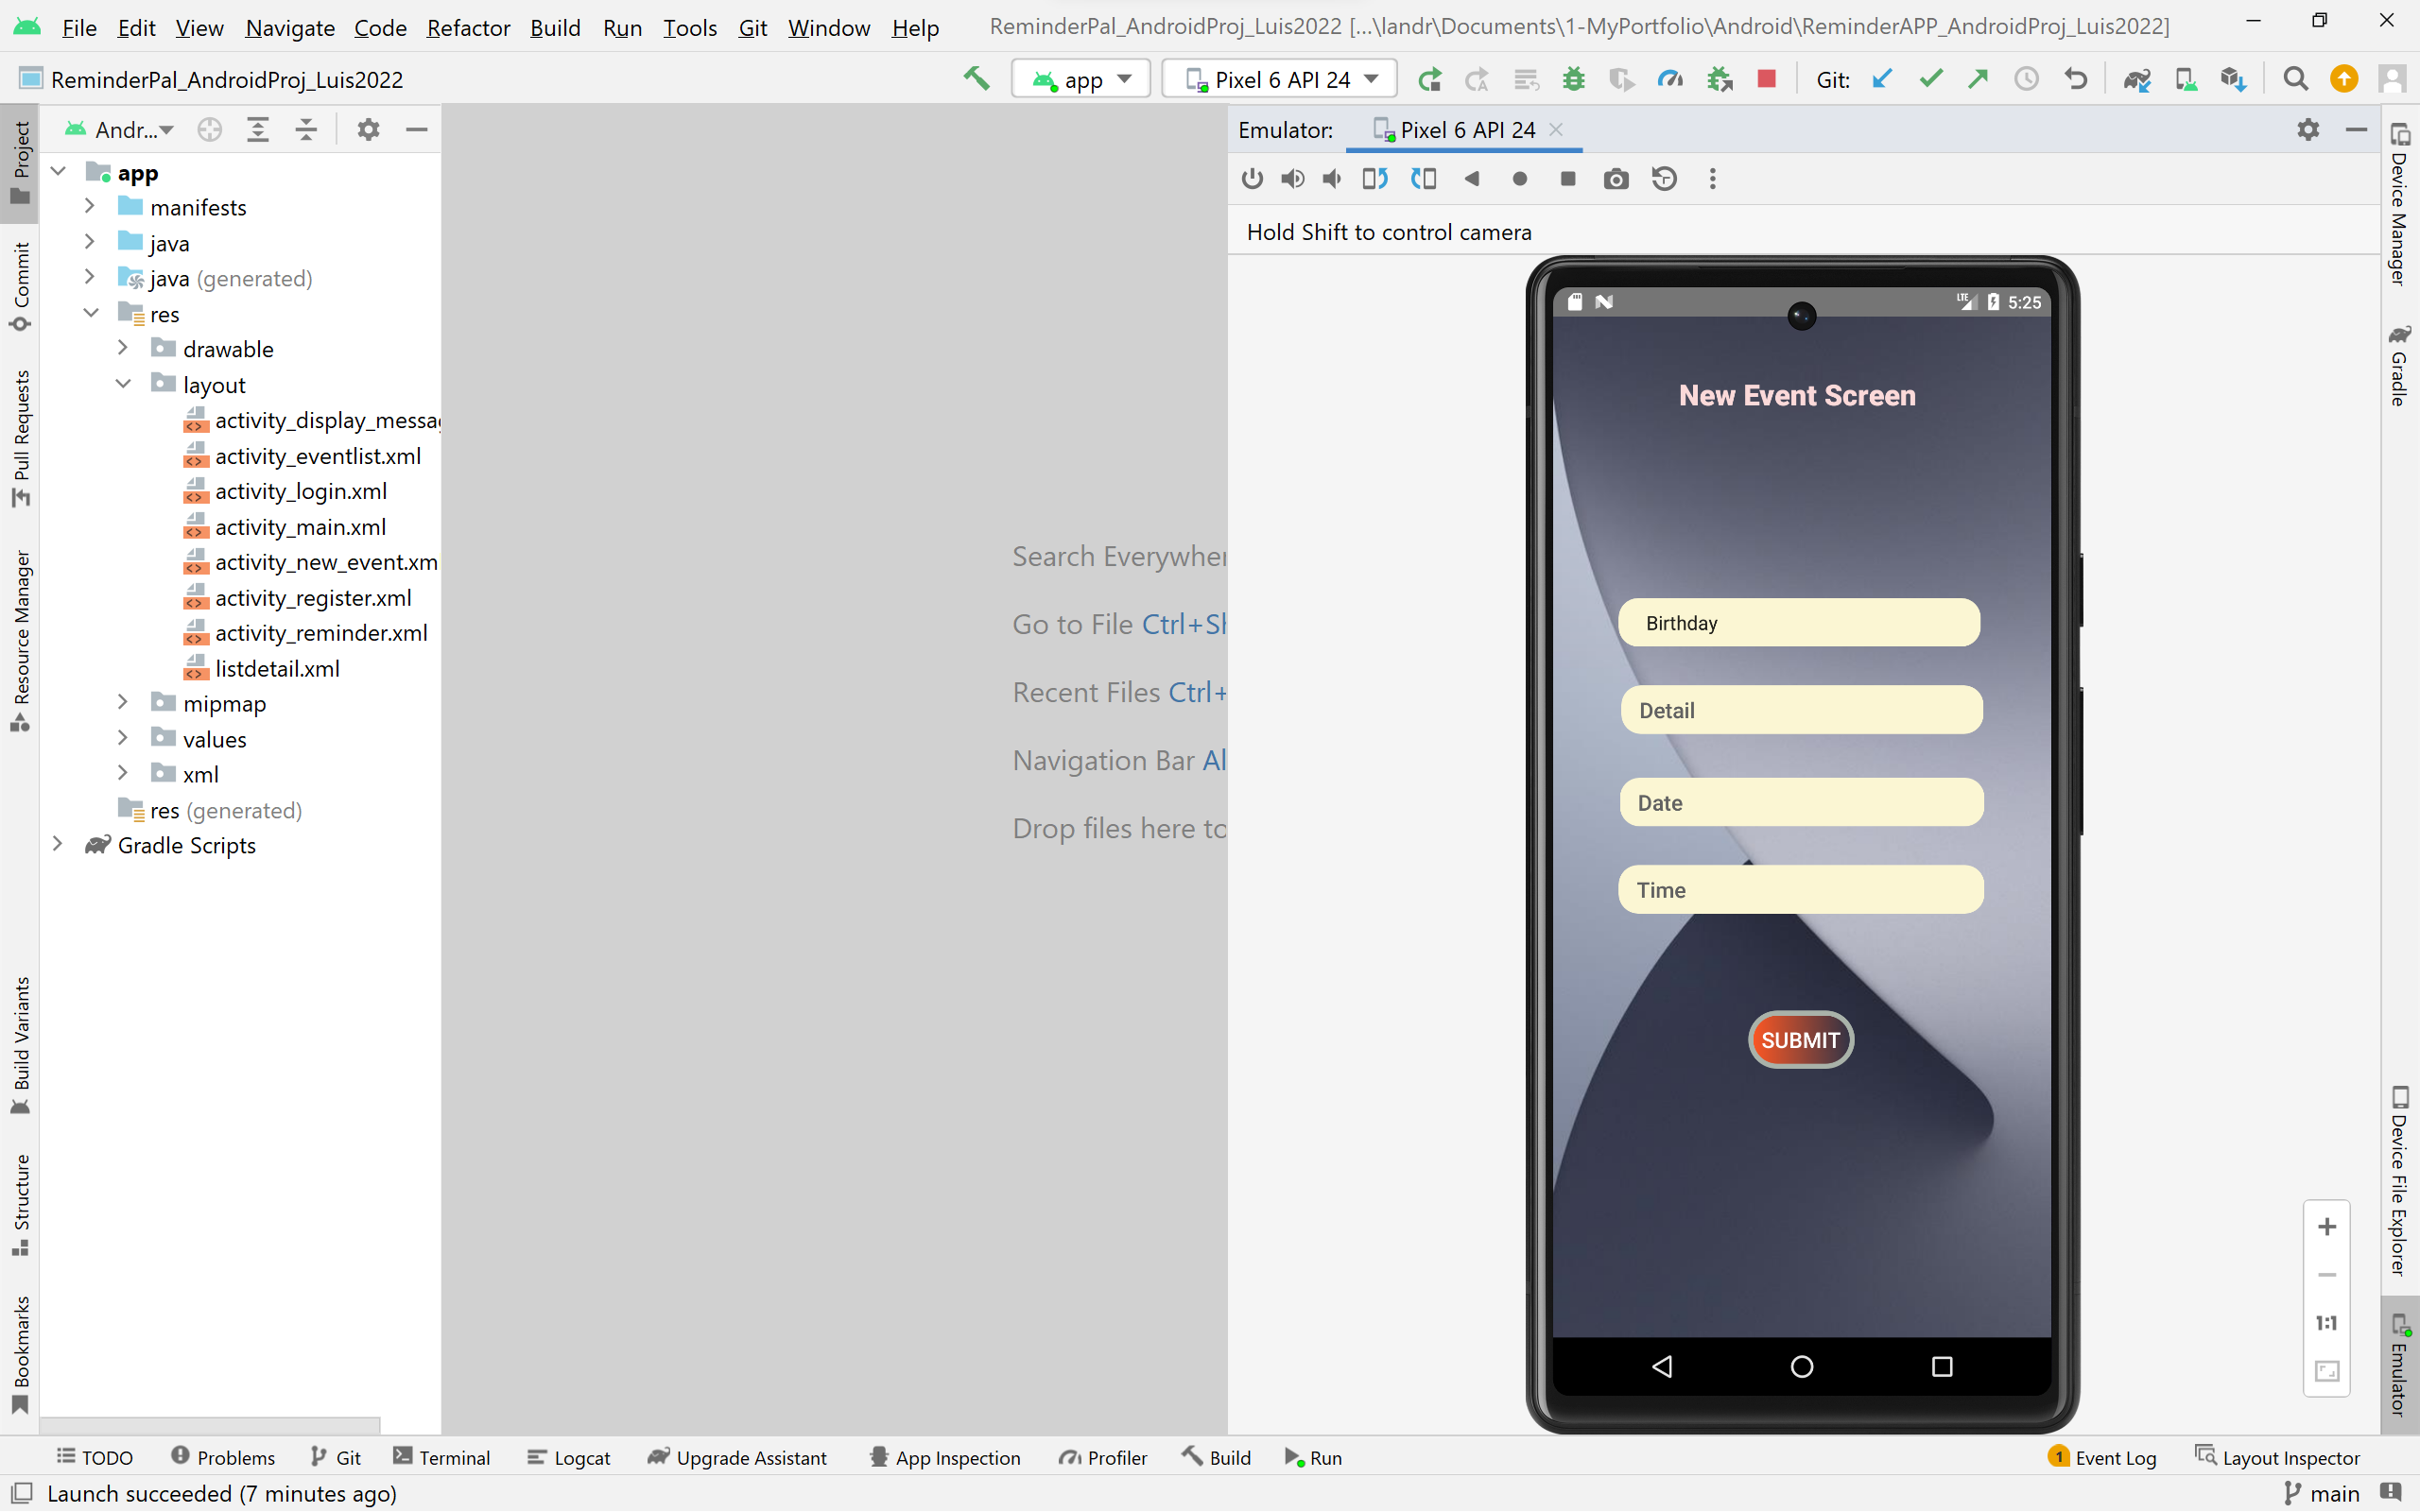 File Edit View Navigate Code Refactor Build Run Tools Git Window Help ReminderPal_AndroidProj_Luis2022 [...\landr\Documents\1-MyPortfolio\Android\ReminderAPP_AndroidProj_Luis2022]
ReminderPal_AndroidProj_Luis2022 app Pixel 6 API 24 Git:
Project
Commit
Pull Requests
Resource Manager
Build Variants
Structure
Bookmarks
Andr...
app
manifests
java
java (generated)
res
drawable
layout
activity_display_messa
activity_eventlist.xml
activity_login.xml
activity_main.xml
activity_new_event.xm
activity_register.xml
activity_reminder.xml
listdetail.xml
mipmap
values
xml
res (generated)
Gradle Scripts
Search Everywher
Go to File Ctrl+Sh
Recent Files Ctrl+
Navigation Bar Al
Drop files here to
Emulator: Pixel 6 API 24
Hold Shift to control camera
LTE 5:25
New Event Screen
Birthday
Detail
Date
Time
SUBMIT
1:1
Device Manager
Gradle
Device File Explorer
Emulator
TODO Problems Git Terminal Logcat Upgrade Assistant App Inspection Profiler Build Run 1 Event Log Layout Inspector
Launch succeeded (7 minutes ago) main